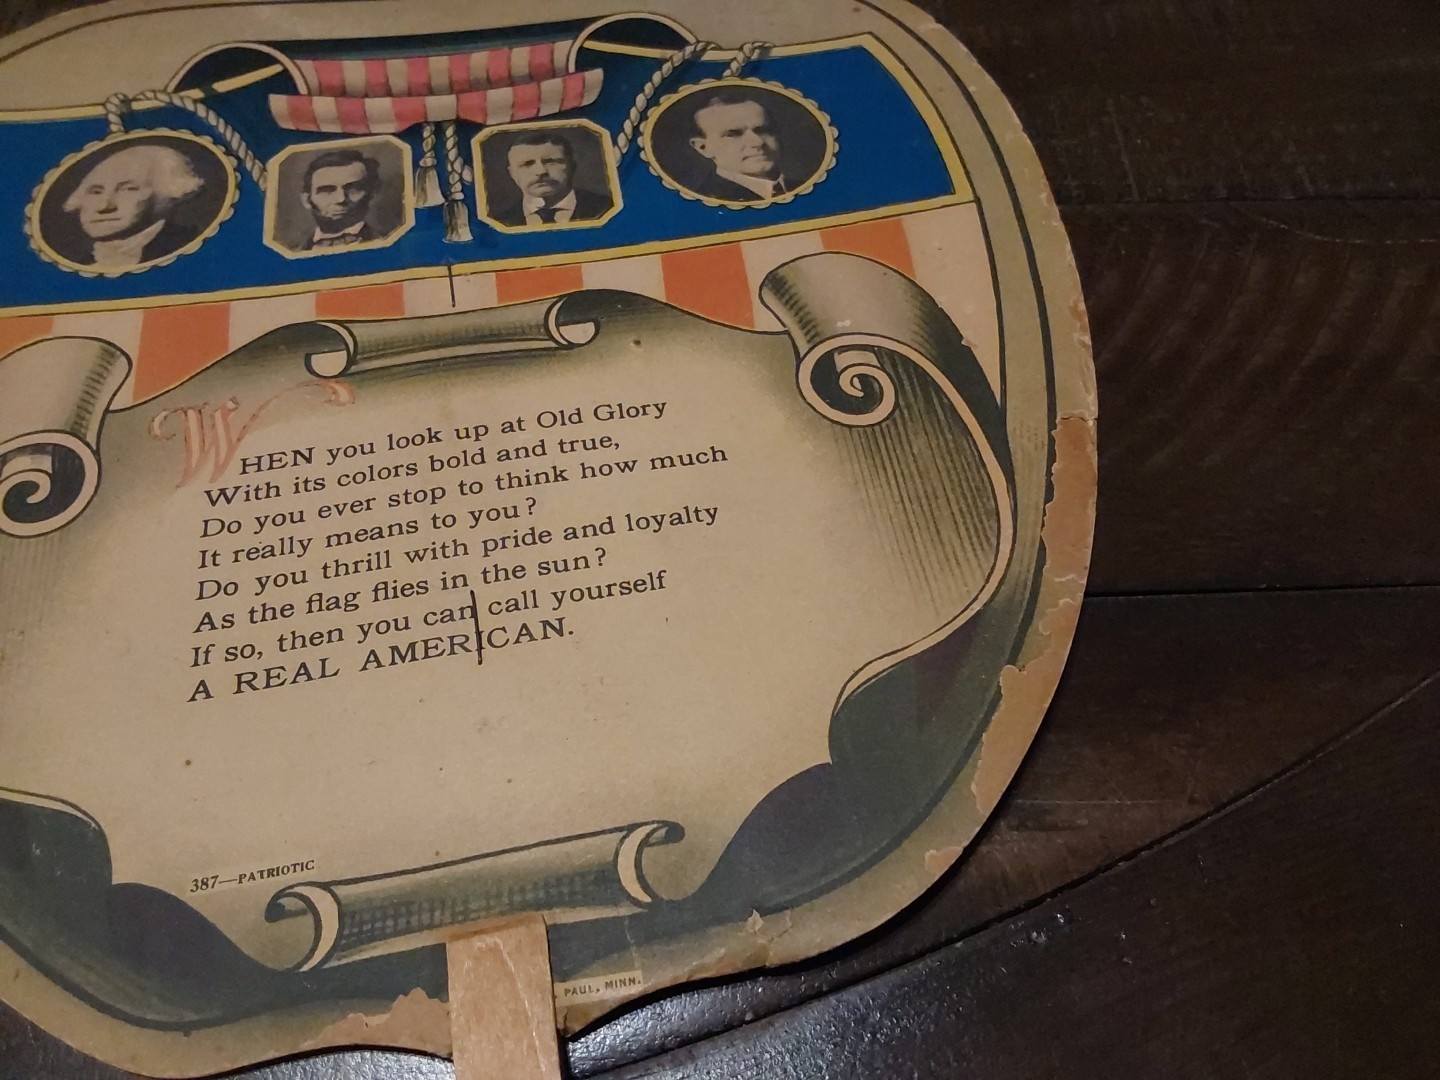 WHEN you look up at Old Glory
With its colors bold and true,
Do you ever stop to think how much
It really means to you?
Do you thrill with pride and loyalty
As the flag flies in the sun?
If so, then you can call yourself
A REAL AMERICAN.
387—PATRIOTIC
PAUL, MINN.